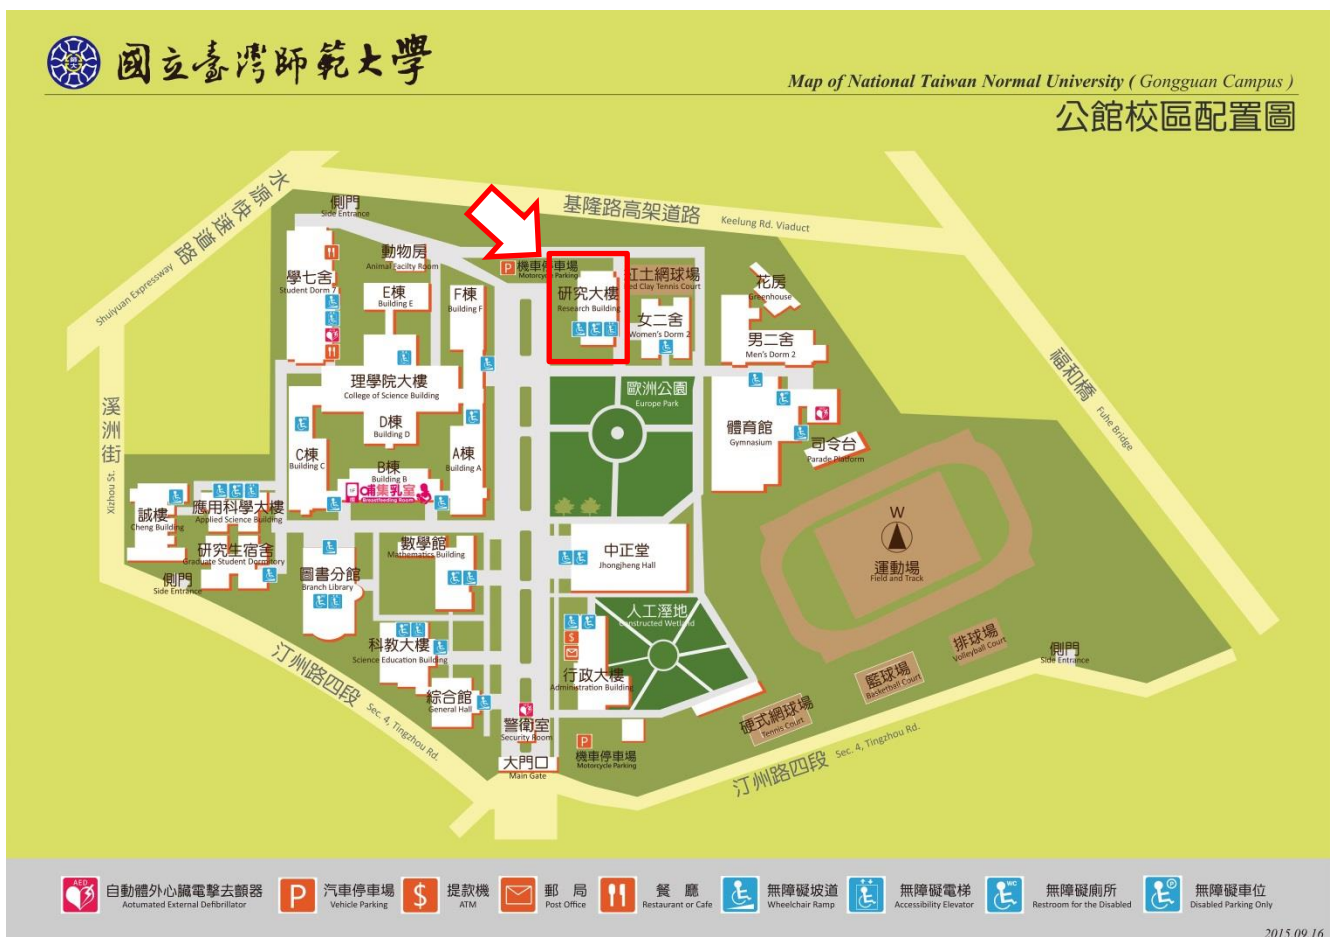 國立臺灣師範大學
Map of National Taiwan Normal University ( Gongguan Campus )
公館校區配置圖
水源快速道路
Shuiyuan Expressway
側門
Side Entrance
基隆路高架道路
Keelung Rd. Viaduct
動物房
Animal Facilty Room
P
機車停車場
Motorcycle Parking
學七舍
Student Dorm 7
E棟
Building E
F棟
Building F
研究大樓
Research Building
紅土網球場
Red Clay Tennis Court
花房
Greenhouse
女二舍
Women's Dorm 2
男二舍
Men's Dorm 2
福和橋
Fuhe Bridge
理學院大樓
College of Science Building
歐洲公園
Europe Park
溪洲街
Xizhou St.
D棟
Building D
體育館
Gymnasium
司令台
Parade Platform
C棟
Building C
A棟
Building A
B棟
Building B
哺集乳室
Breastfeeding Room
誠樓
Cheng Building
應用科學大樓
Applied Science Building
W
運動場
Field and Track
研究生宿舍
Graduate Student Dormitory
側門
Side Entrance
數學館
Mathematics Building
中正堂
Jhongjheng Hall
圖書分館
Branch Library
人工溼地
Constructed Wetland
科教大樓
Science Education Building
$
排球場
Volleyball Court
側門
Side Entrance
汀州路四段
Sec. 4, Tingzhou Rd.
行政大樓
Administration Building
籃球場
Basketball Court
綜合館
General Hall
硬式網球場
Tennis Court
警衛室
Security Room
P
機車停車場
Motorcycle Parking
大門口
Main Gate
汀州路四段
Sec. 4, Tingzhou Rd.
AED
自動體外心臟電擊去顫器
Aotumated External Defibrillator
P
汽車停車場
Vehicle Parking
$
提款機
ATM
郵 局
Post Office
餐 廳
Restaurant or Cafe
無障礙坡道
Wheelchair Ramp
無障礙電梯
Accessibility Elevator
WC
無障礙廁所
Restroom for the Disabled
P
無障礙車位
Disabled Parking Only
2015.09.16